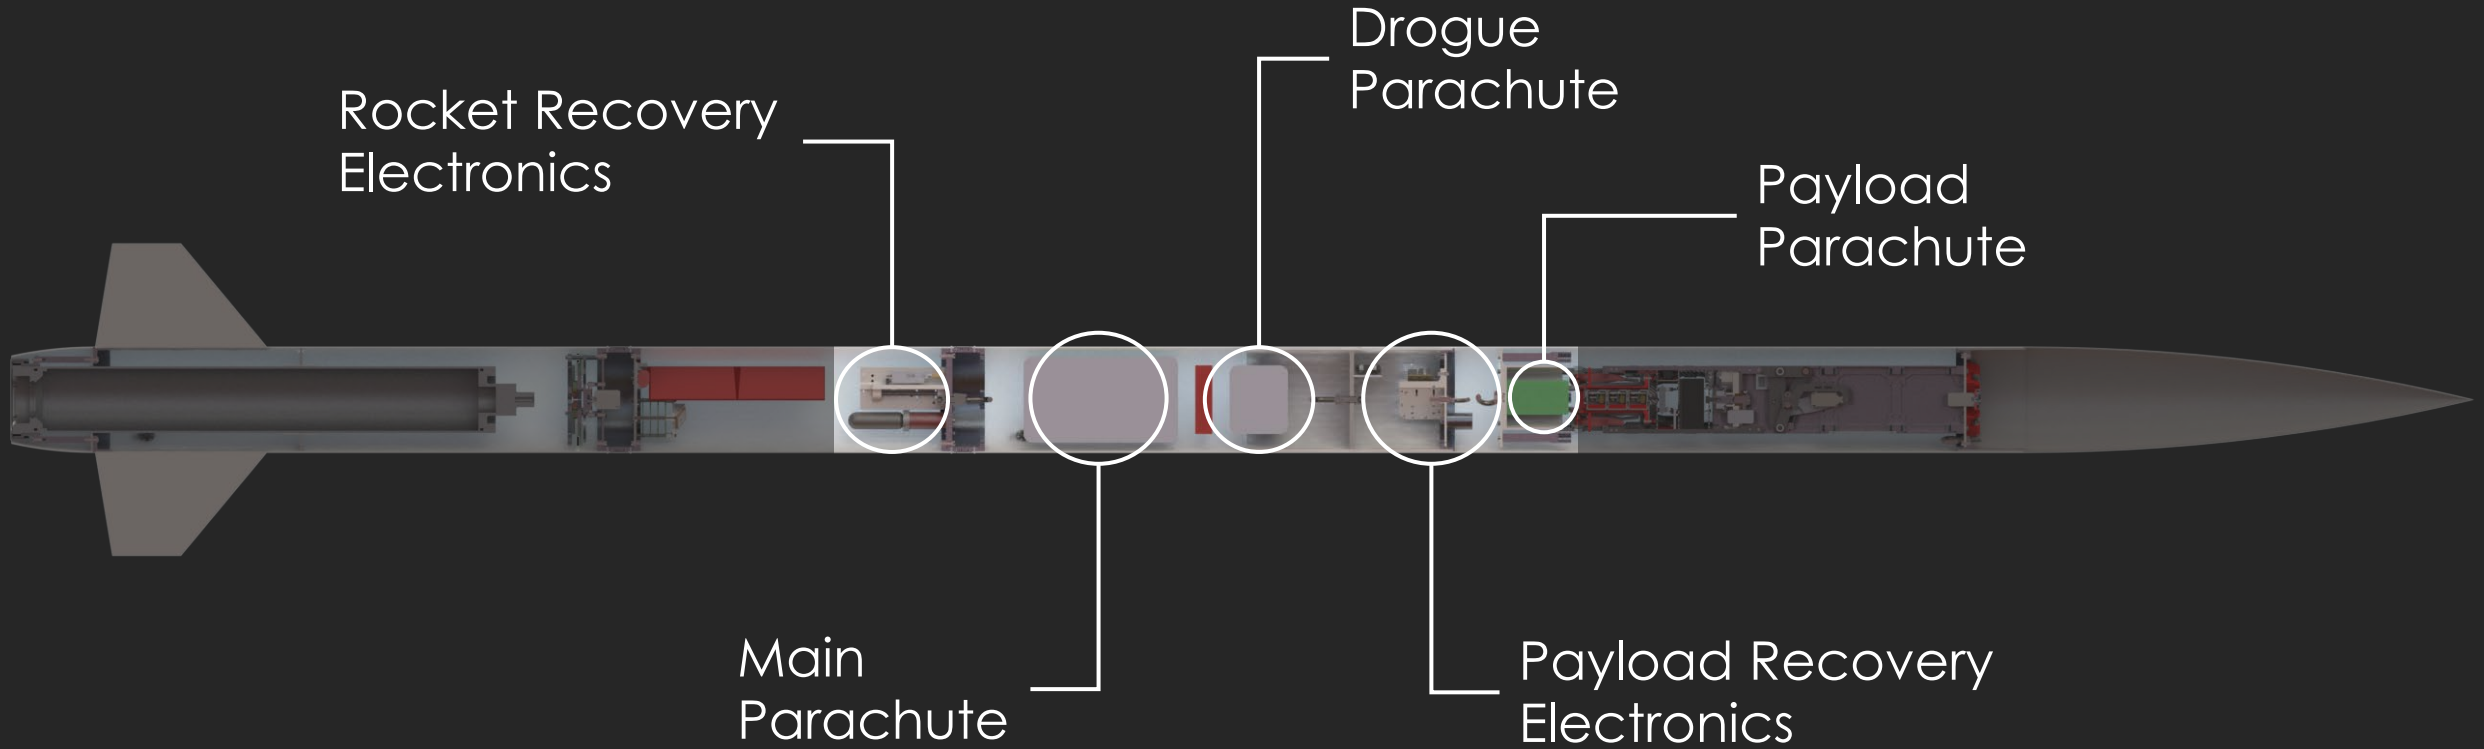 Drogue
Parachute
Rocket Recovery
Electronics
Payload
Parachute
Main
Parachute
Payload Recovery
Electronics